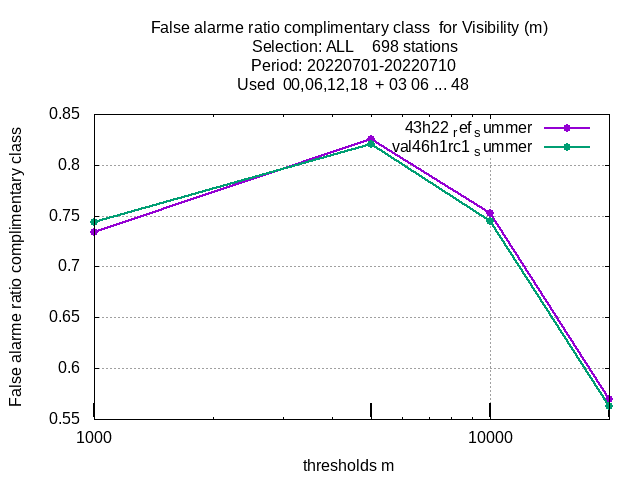 False alarme ratio complimentary class  for Visibility (m)
Selection: ALL    698 stations
Period: 20220701-20220710
Used  00,06,12,18  + 03 06 ... 48
0.85
0.8
0.75
0.7
0.65
0.6
0.55
1000
10000
False alarme ratio complimentary class
thresholds m
43h22 ref summer
val46h1rc1 summer